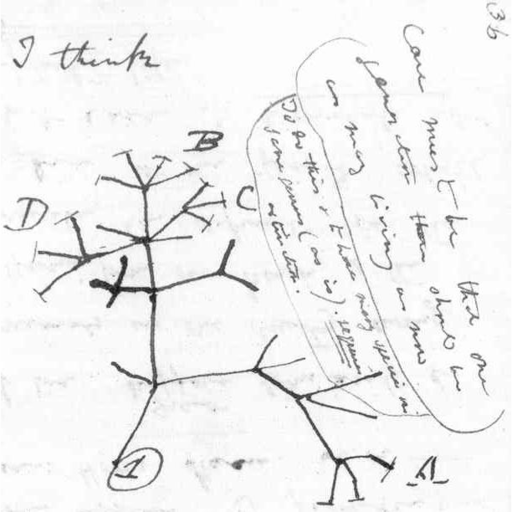 36
I think
Case must be that one
generation then should be
as many living as now
To do this & to have many species in
same genus (as is). requires
extinction.
B
C
D
A
1